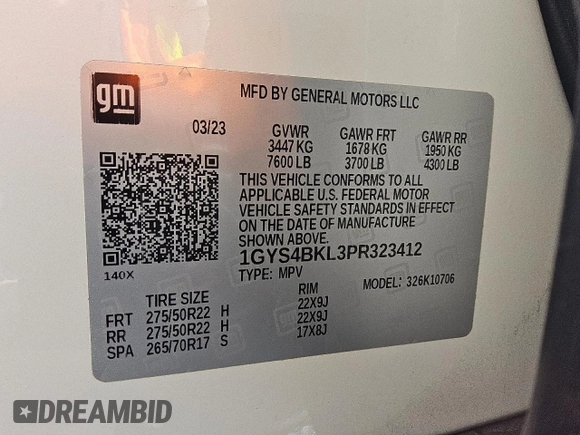 gm
MFD BY GENERAL MOTORS LLC
03/23 GVWR GAWR FRT GAWR RR
3447 KG 1678 KG 1950 KG
7600 LB 3700 LB 4300 LB
THIS VEHICLE CONFORMS TO ALL
APPLICABLE U.S. FEDERAL MOTOR
VEHICLE SAFETY STANDARDS IN EFFECT
ON THE DATE OF MANUFACTURE
SHOWN ABOVE.
1GYS4BKL3PR323412
140X TYPE: MPV MODEL: 326K10706
TIRE SIZE RIM
FRT 275/50R22 H 22X9J
RR 275/50R22 H 22X9J
SPA 265/70R17 S 17X8J
DREAMBID